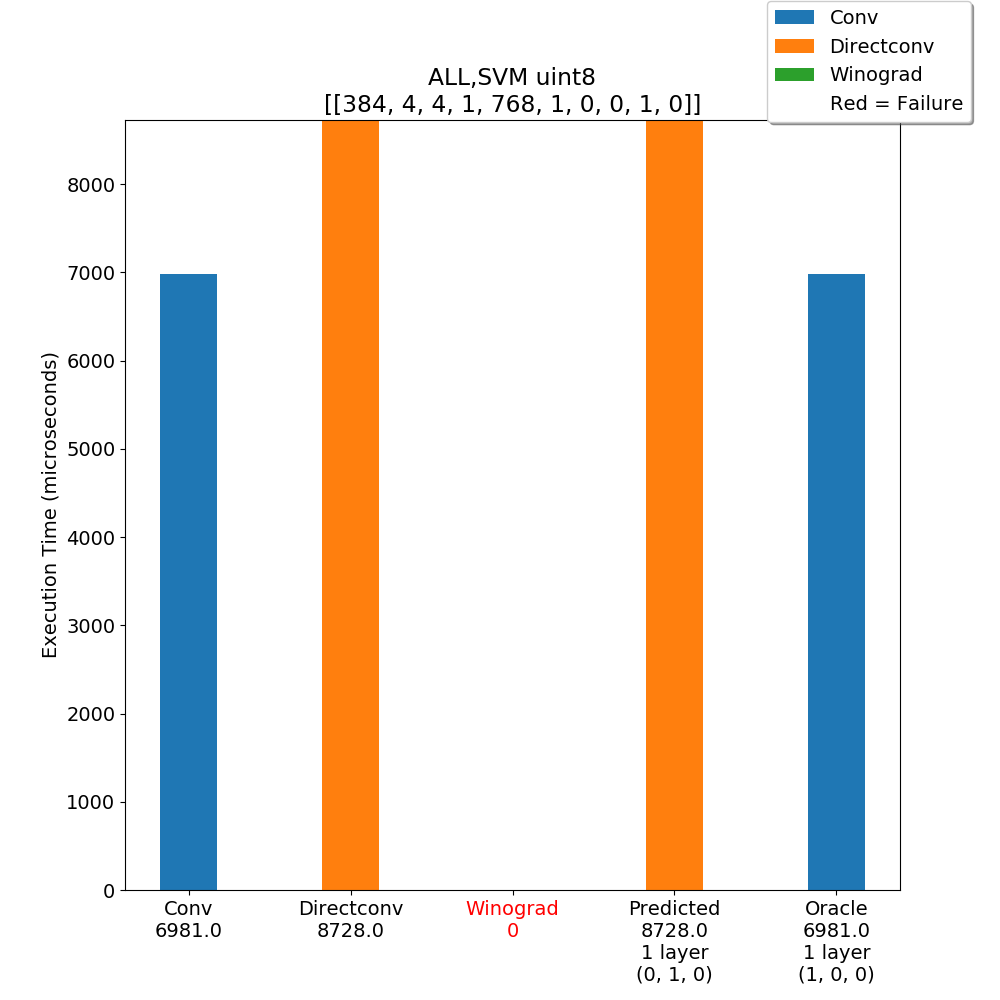 Conv
Directconv
Winograd
Red = Failure
ALL,SVM uint8
[[384, 4, 4, 1, 768, 1, 0, 0, 1, 0]]
Execution Time (microseconds)
8000
7000
6000
5000
4000
3000
2000
1000
0
Conv
6981.0
Directconv
8728.0
Winograd
0
Predicted
8728.0
1 layer
(0, 1, 0)
Oracle
6981.0
1 layer
(1, 0, 0)